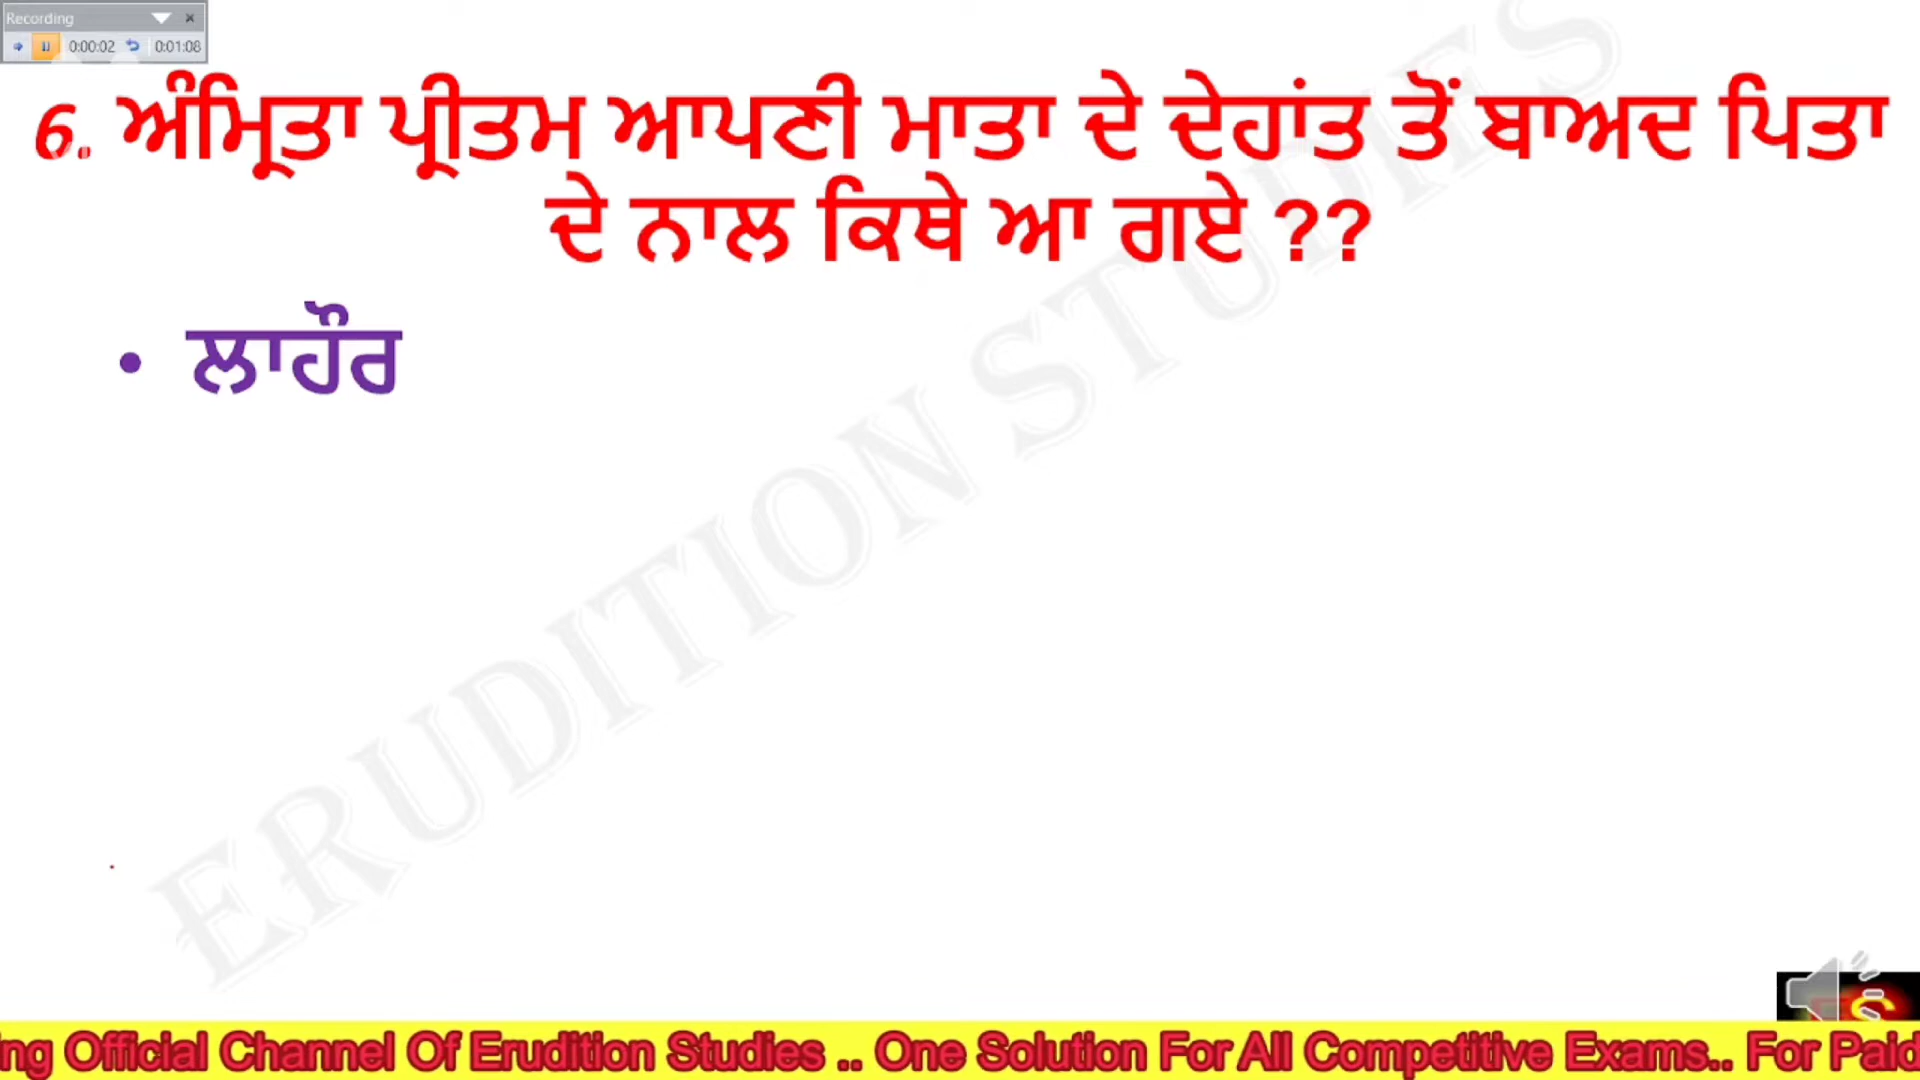 Recording
0:00:02 0:01:08
6. ਅੰਮ੍ਰਿਤਾ ਪ੍ਰੀਤਮ ਆਪਣੀ ਮਾਤਾ ਦੇ ਦੇਹਾਂਤ ਤੋਂ ਬਾਅਦ ਪਿਤਾ
ਦੇ ਨਾਲ ਕਿਥੇ ਆ ਗਏ ??
• ਲਾਹੌਰ
ERUDITION STUDIES
ing Official Channel Of Erudition Studies .. One Solution For All Competitive Exams.. For Paid